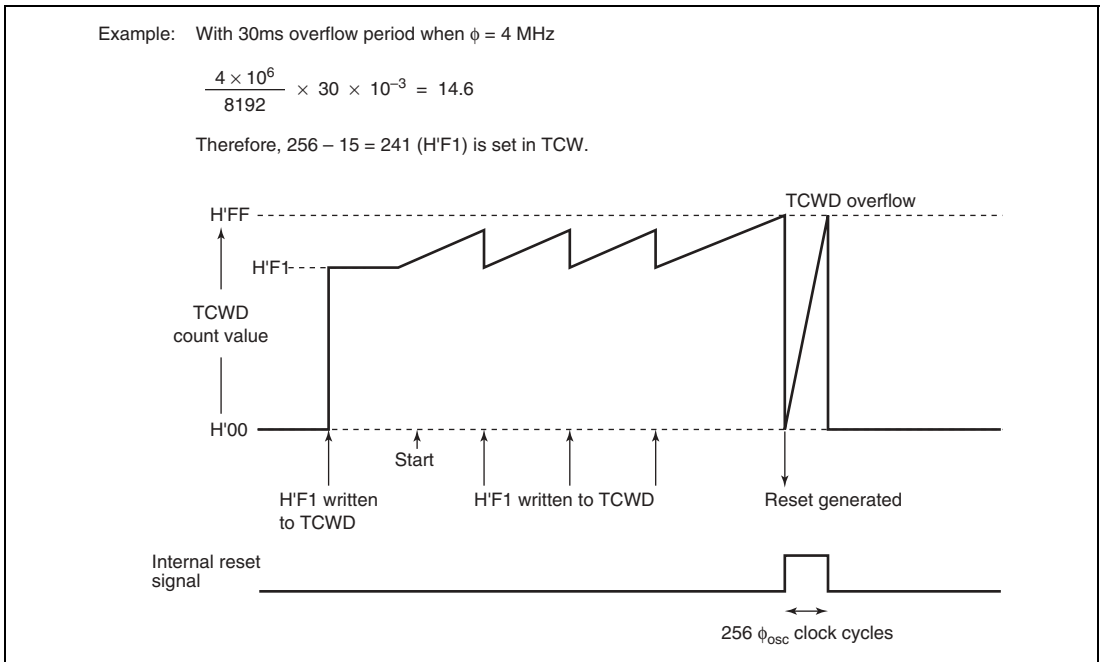 Example: With 30ms overflow period when ϕ = 4 MHz
4 × 10⁶
8192
× 30 × 10⁻³ = 14.6
Therefore, 256 – 15 = 241 (H'F1) is set in TCW.
TCWD overflow
H'FF
H'F1
TCWD
count value
H'00
Start
H'F1 written
to TCWD
H'F1 written to TCWD
Reset generated
Internal reset
signal
256 ϕosc clock cycles